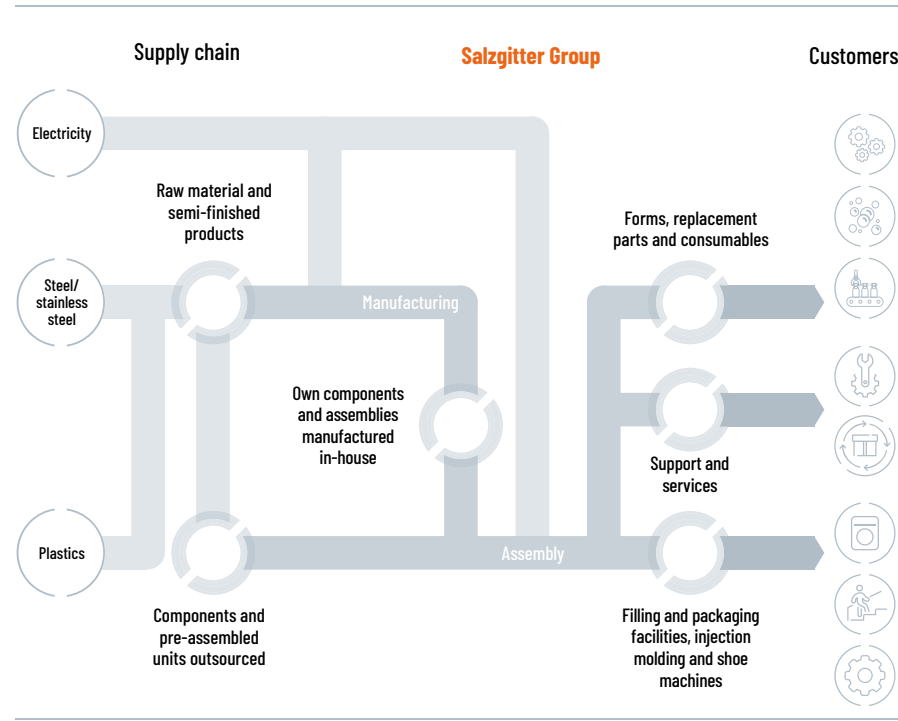 Supply chain
Salzgitter Group
Customers
Electricity
Raw material and
semi-finished
products
Forms, replacement
parts and consumables
Steel/
stainless
steel
Manufacturing
Own components
and assemblies
manufactured
in-house
Support and
services
Plastics
Assembly
Components and
pre-assembled
units outsourced
Filling and packaging
facilities, injection
molding and shoe
machines